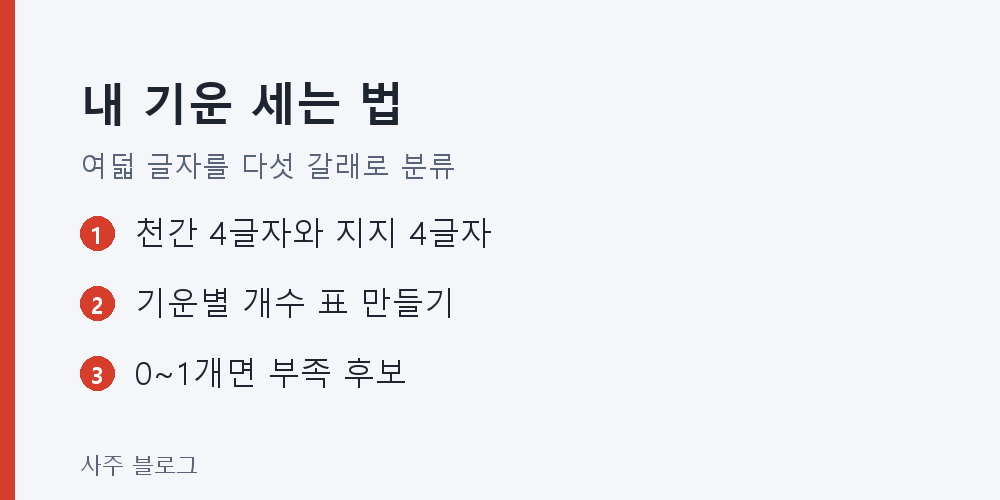 내 기운 세는 법
여덟 글자를 다섯 갈래로 분류
1 천간 4글자와 지지 4글자
2 기운별 개수 표 만들기
3 0~1개면 부족 후보
사주 블로그